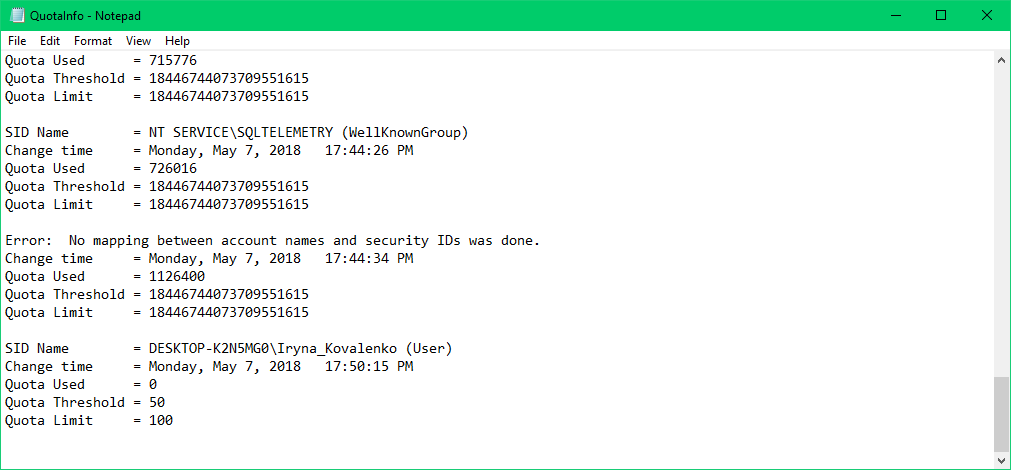 QuotaInfo - Notepad
File Edit Format View Help
Quota Used      = 715776
Quota Threshold = 18446744073709551615
Quota Limit     = 18446744073709551615
SID Name        = NT SERVICE\SQLTELEMETRY (WellKnownGroup)
Change time     = Monday, May 7, 2018   17:44:26 PM
Quota Used      = 726016
Quota Threshold = 18446744073709551615
Quota Limit     = 18446744073709551615
Error:  No mapping between account names and security IDs was done.
Change time     = Monday, May 7, 2018   17:44:34 PM
Quota Used      = 1126400
Quota Threshold = 18446744073709551615
Quota Limit     = 18446744073709551615
SID Name        = DESKTOP-K2N5MG0\Iryna_Kovalenko (User)
Change time     = Monday, May 7, 2018   17:50:15 PM
Quota Used      = 0
Quota Threshold = 50
Quota Limit     = 100